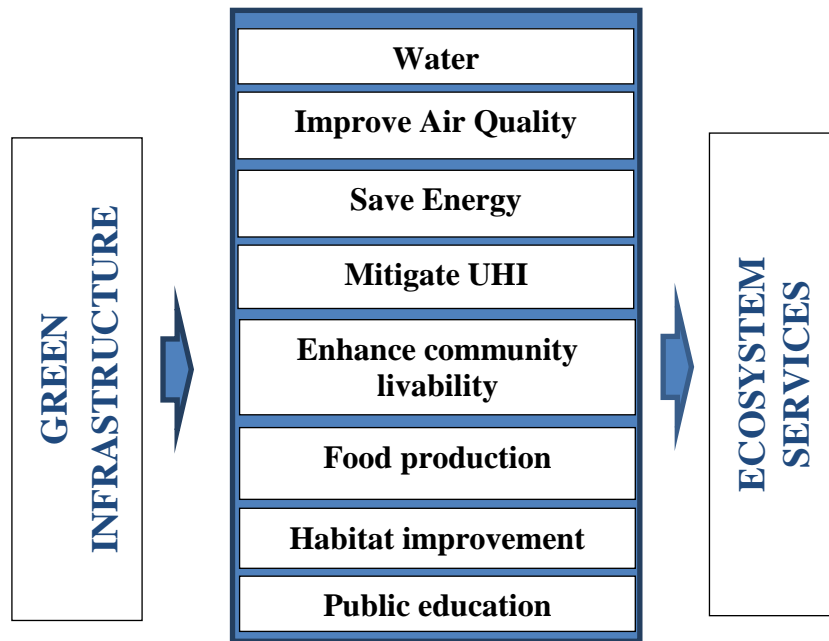 GREEN
INFRASTRUCTURE
Water
Improve Air Quality
Save Energy
Mitigate UHI
Enhance community
livability
Food production
Habitat improvement
Public education
ECOSYSTEM
SERVICES